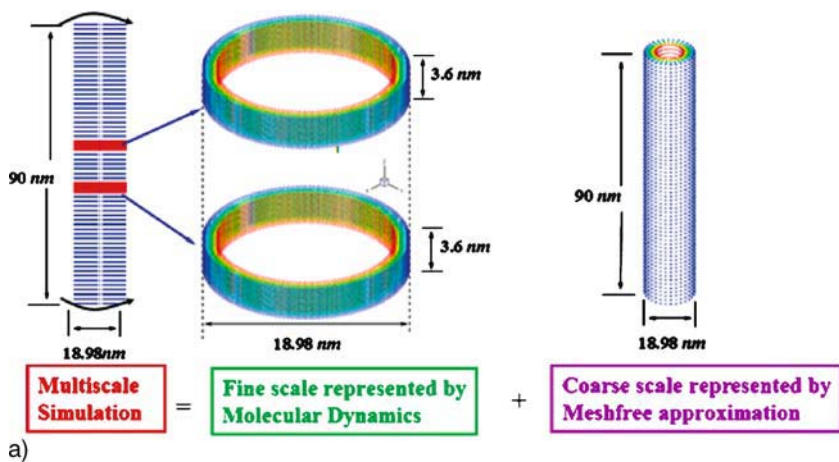 90 nm
18.98nm
3.6 nm
3.6 nm
18.98 nm
90 nm
18.98 nm
Multiscale
Simulation
=
Fine scale represented by
Molecular Dynamics
+
Coarse scale represented by
Meshfree approximation
a)